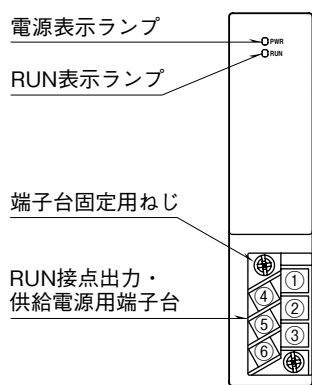 電源表示ランプ
PWR
RUN
RUN表示ランプ
端子台固定用ねじ
RUN接点出力・
供給電源用端子台
④ ①
⑤ ②
⑥ ③